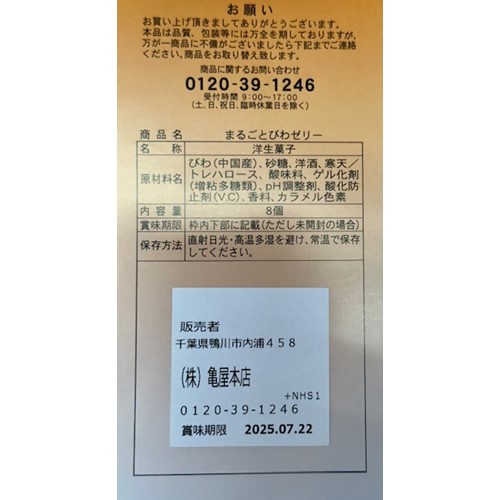 お願い
お買い上げ頂きましてありがとうございます。
本品は品質、包装等には万全を期しておりますが、
万が一商品に不備がございましたら下記までご連絡
ください。商品をお取り替え致します。
商品に関するお問い合わせ
0120-39-1246
受付時間 9:00〜17:00
(土、日、祝日、臨時休業日を除く)
商品名 まるごとびわゼリー
名称 洋生菓子
原材料名 びわ(中国産)、砂糖、洋酒、寒天／
トレハロース、酸味料、ゲル化剤
(増粘多糖類)、pH調整剤、酸化防
止剤(V.C)、香料、カラメル色素
内容量 8個
賞味期限 枠内下部に記載(ただし未開封の場合)
保存方法 直射日光・高温多湿を避け、常温で保存
してください。
販売者
千葉県鴨川市内浦４５８
(株) 亀屋本店
+NHS1
0120-39-1246
賞味期限 2025.07.22